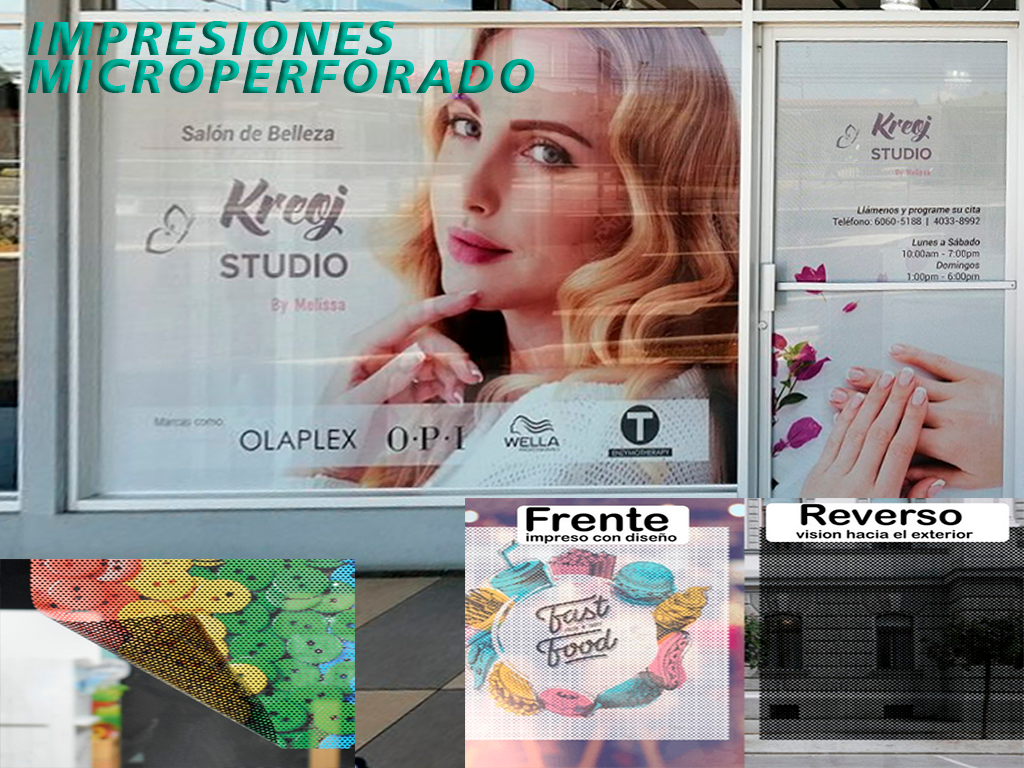 IMPRESIONES
MICROPERFORADO
Salón de Belleza
Kreoj
STUDIO
By Melissa
Marcas como:
OLAPLEX
O·P·I
WELLA
PROFESSIONALS
T
ENZYMOTHERAPY
Kreoj
STUDIO
By Melissa
Llámenos y programe su cita
Teléfono: 6060-5188 | 4033-8992
Lunes a Sábado
10:00am - 7:00pm
Domingos
1:00pm - 6:00pm
Frente
impreso con diseño
Fast
Food
Reverso
vision hacia el exterior